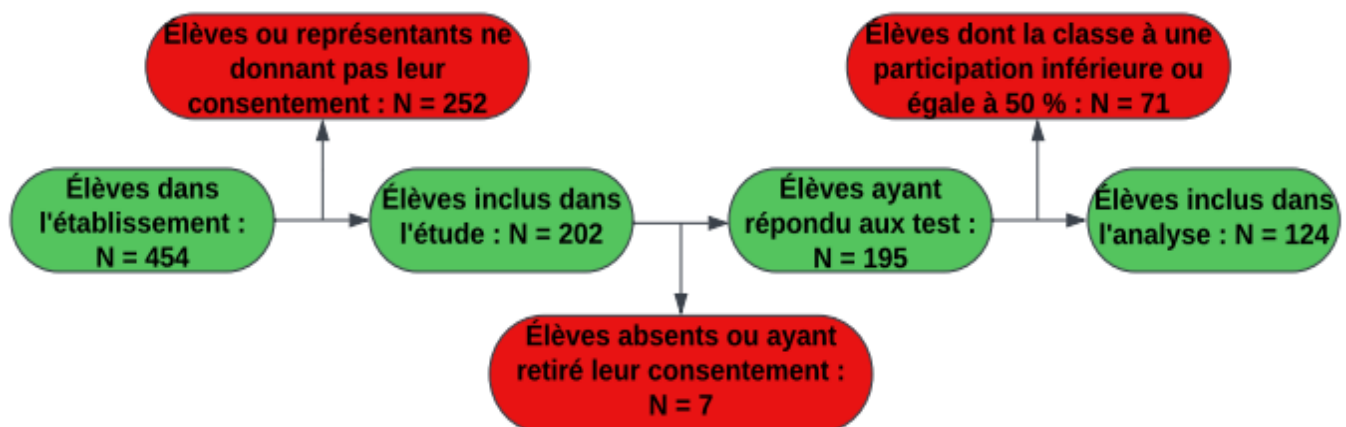 Élèves ou représentants ne
donnant pas leur
consentement : N = 252
Élèves dont la classe à une
participation inférieure ou
égale à 50 % : N = 71
Élèves dans
l'établissement :
N = 454
Élèves inclus dans
l'étude : N = 202
Élèves ayant
répondu aux test :
N = 195
Élèves inclus dans
l'analyse : N = 124
Élèves absents ou ayant
retiré leur consentement :
N = 7